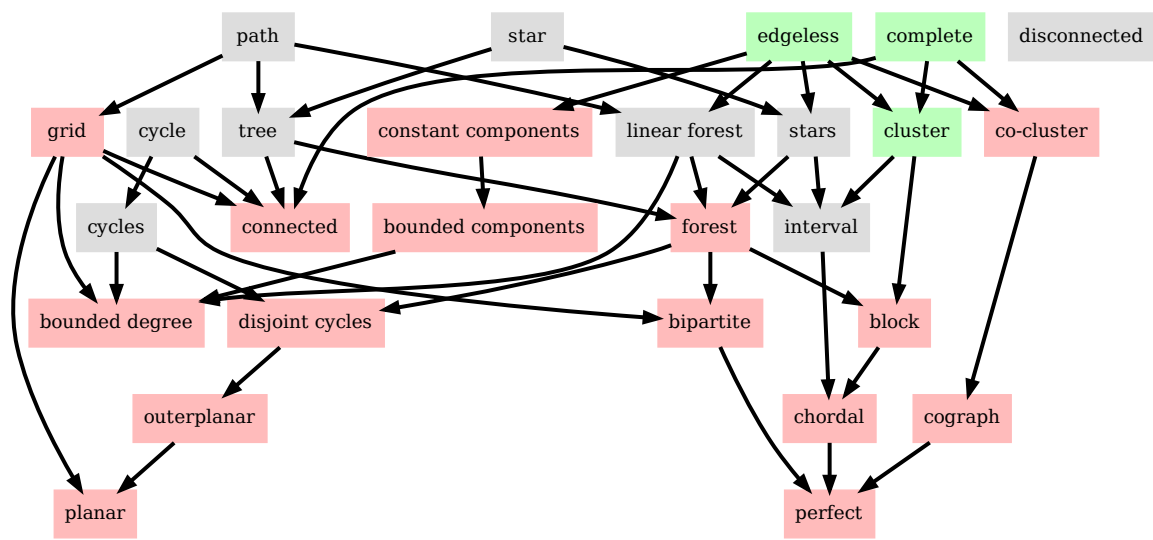 path
star
edgeless
complete
disconnected
grid
cycle
tree
constant components
linear forest
stars
cluster
co-cluster
cycles
connected
bounded components
forest
interval
bounded degree
disjoint cycles
bipartite
block
outerplanar
chordal
cograph
planar
perfect